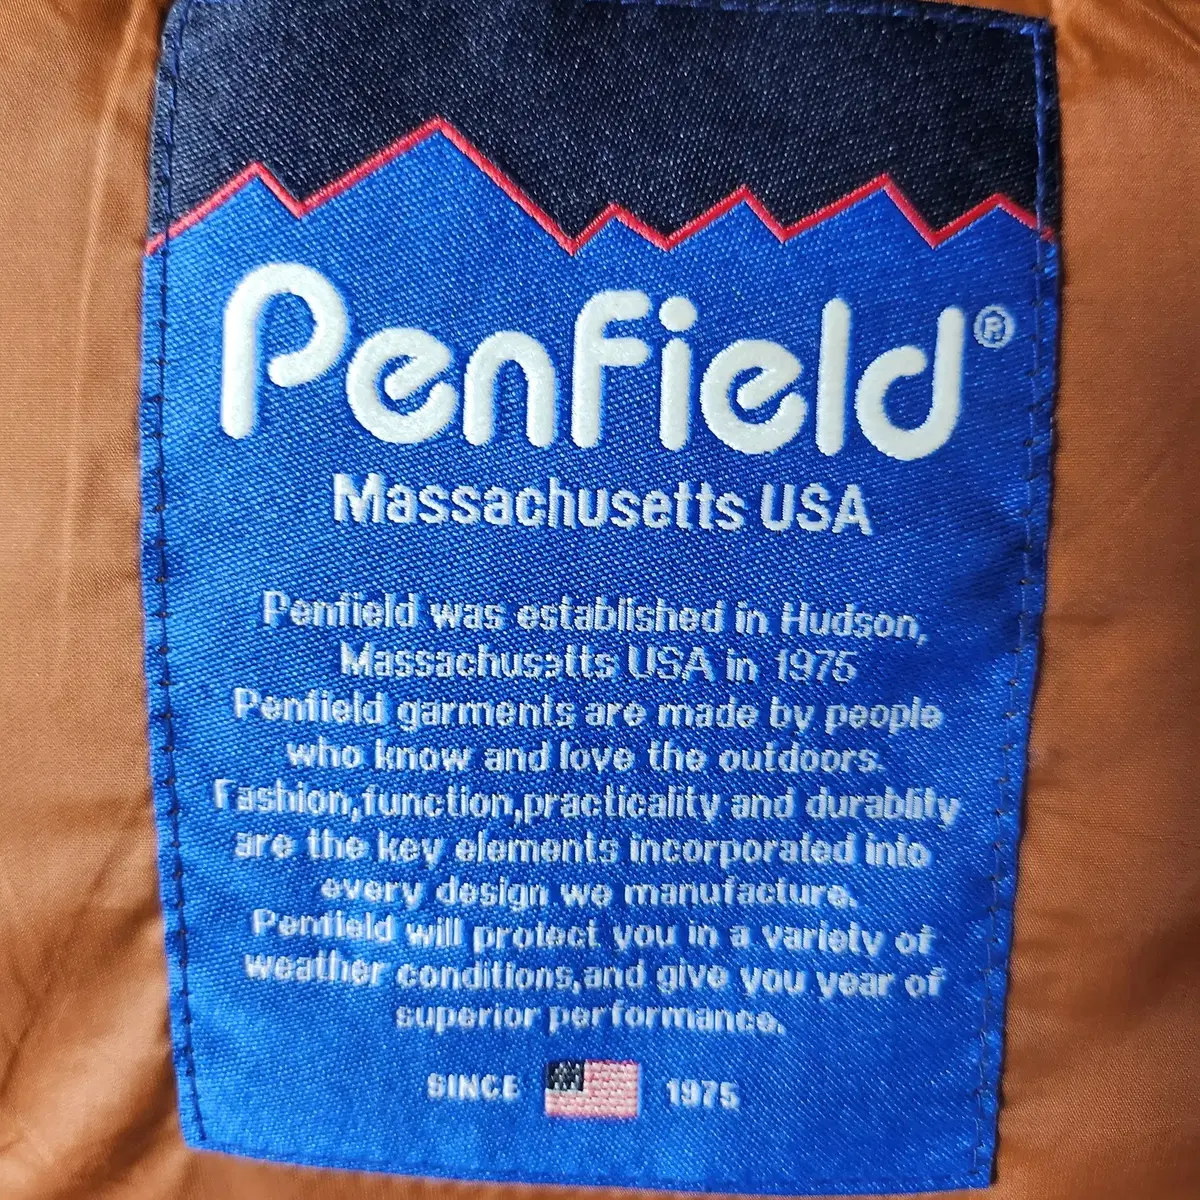 Penfield®
Massachusetts USA
Penfield was established in Hudson,
Massachusetts USA in 1975
Penfield garments are made by people
who know and love the outdoors.
Fashion,function,practicality and durablity
are the key elements incorporated into
every design we manufacture.
Penfield will protect you in a variety of
weather conditions,and give you year of
superior performance.
SINCE 1975